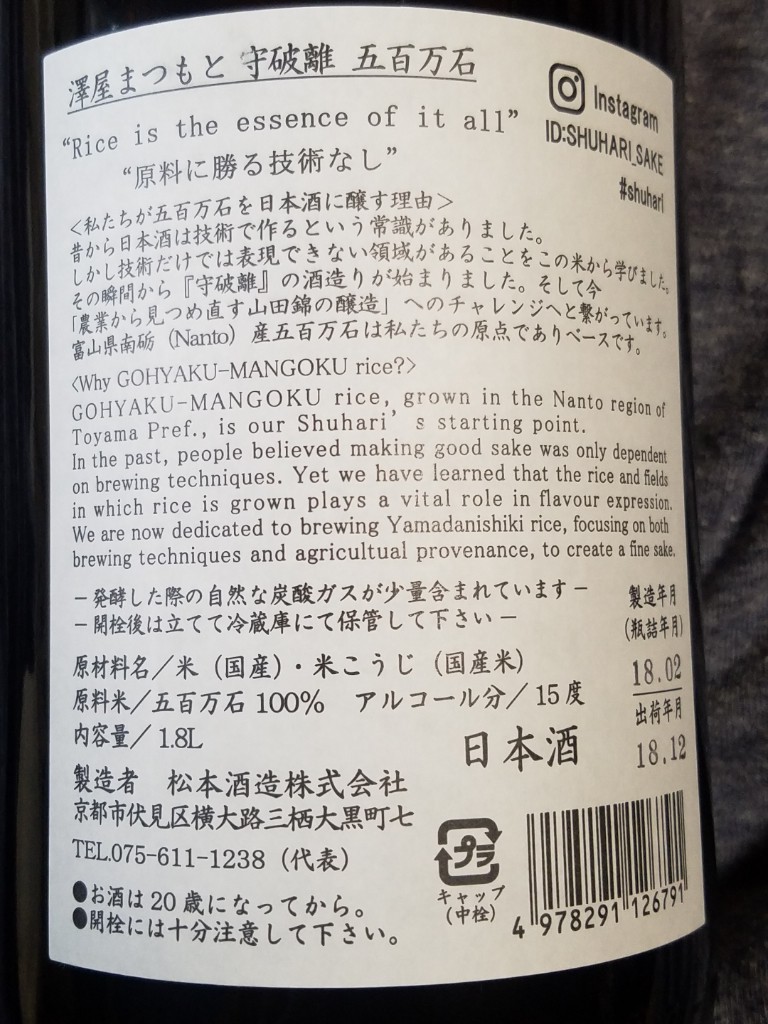 澤屋まつもと 守破離 五百万石
Instagram
ID:SHUHARI_SAKE
#shuhari
“Rice is the essence of it all”
“原料に勝る技術なし”
＜私たちが五百万石を日本酒に醸す理由＞
昔から日本酒は技術で作るという常識がありました。
しかし技術だけでは表現できない領域があることをこの米から学びました。
その瞬間から『守破離』の酒造りが始まりました。そして今
「農業から見つめ直す山田錦の醸造」へのチャレンジへと繋がっています。
富山県南砺（Nanto）産五百万石は私たちの原点でありベースです。
〈Why GOHYAKU-MANGOKU rice?〉
GOHYAKU-MANGOKU rice, grown in the Nanto region of
Toyama Pref., is our Shuhari’s starting point.
In the past, people believed making good sake was only dependent
on brewing techniques. Yet we have learned that the rice and fields
in which rice is grown plays a vital role in flavour expression.
We are now dedicated to brewing Yamadanishiki rice, focusing on both
brewing techniques and agricultural provenance, to create a fine sake.
－発酵した際の自然な炭酸ガスが少量含まれています－
－開栓後は立てて冷蔵庫にて保管して下さい－
製造年月
(瓶詰年月)
18.02
出荷年月
18.12
原材料名／米（国産）・米こうじ（国産米）
原料米／五百万石 100%　アルコール分／15度
内容量／1.8L
日本酒
製造者　松本酒造株式会社
京都市伏見区横大路三栖大黒町七
TEL.075-611-1238（代表）
●お酒は20歳になってから。
●開栓には十分注意して下さい。
プラ
キャップ
（中栓）
4 978291 126791